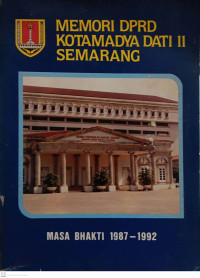 MEMORI DPRD
KOTAMADYA DATI II
SEMARANG
MASA BHAKTI 1987-1992